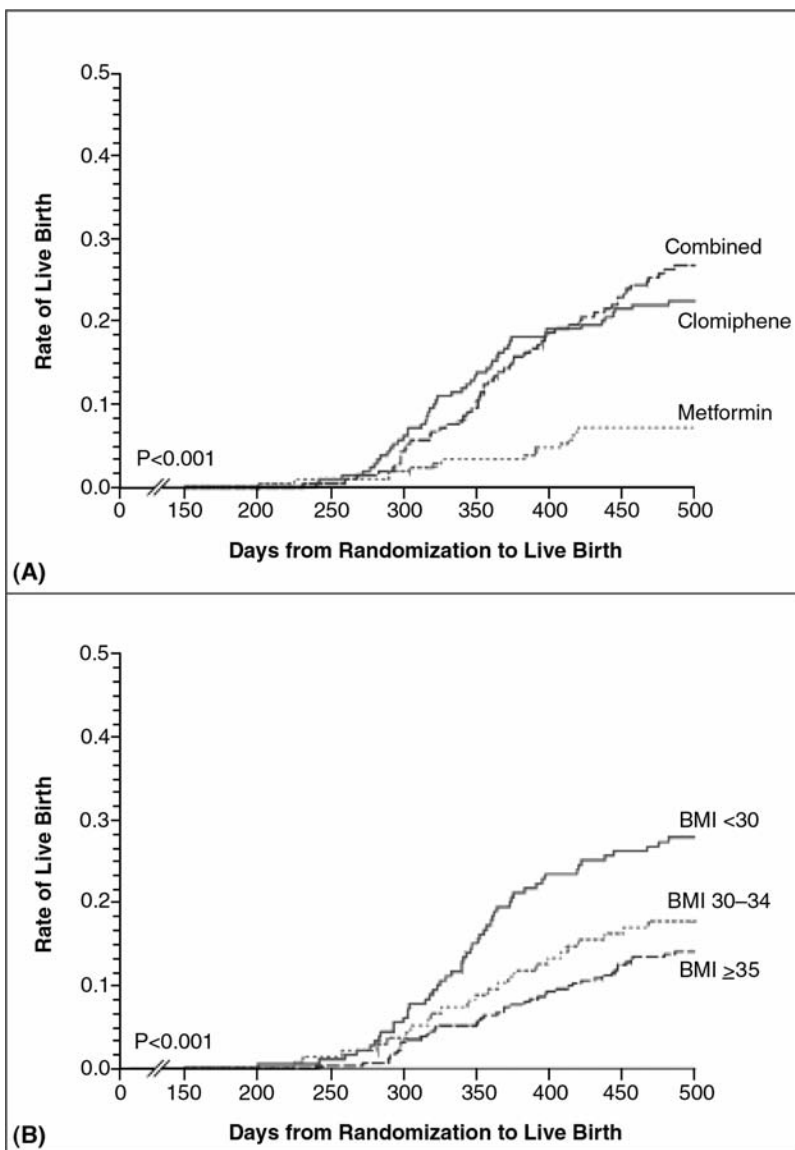 0.5
0.4
0.3
0.2
0.1
0.0
Rate of Live Birth
Combined
Clomiphene
Metformin
P<0.001
0 150 200 250 300 350 400 450 500
Days from Randomization to Live Birth
(A)
0.5
0.4
0.3
0.2
0.1
0.0
Rate of Live Birth
BMI <30
BMI 30–34
BMI ≥35
P<0.001
0 150 200 250 300 350 400 450 500
Days from Randomization to Live Birth
(B)